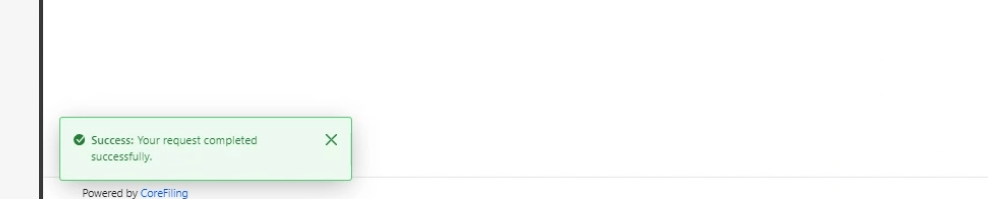 Success: Your request completed
successfully.
Powered by CoreFiling